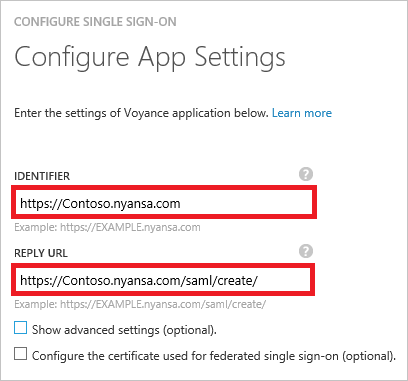 CONFIGURE SINGLE SIGN-ON
Configure App Settings
Enter the settings of Voyance application below. Learn more
IDENTIFIER ?
https://Contoso.nyansa.com
Example: https://EXAMPLE.nyansa.com
REPLY URL ?
https://Contoso.nyansa.com/saml/create/
Example: https://EXAMPLE.nyansa.com/saml/create/
Show advanced settings (optional).
Configure the certificate used for federated single sign-on (optional).